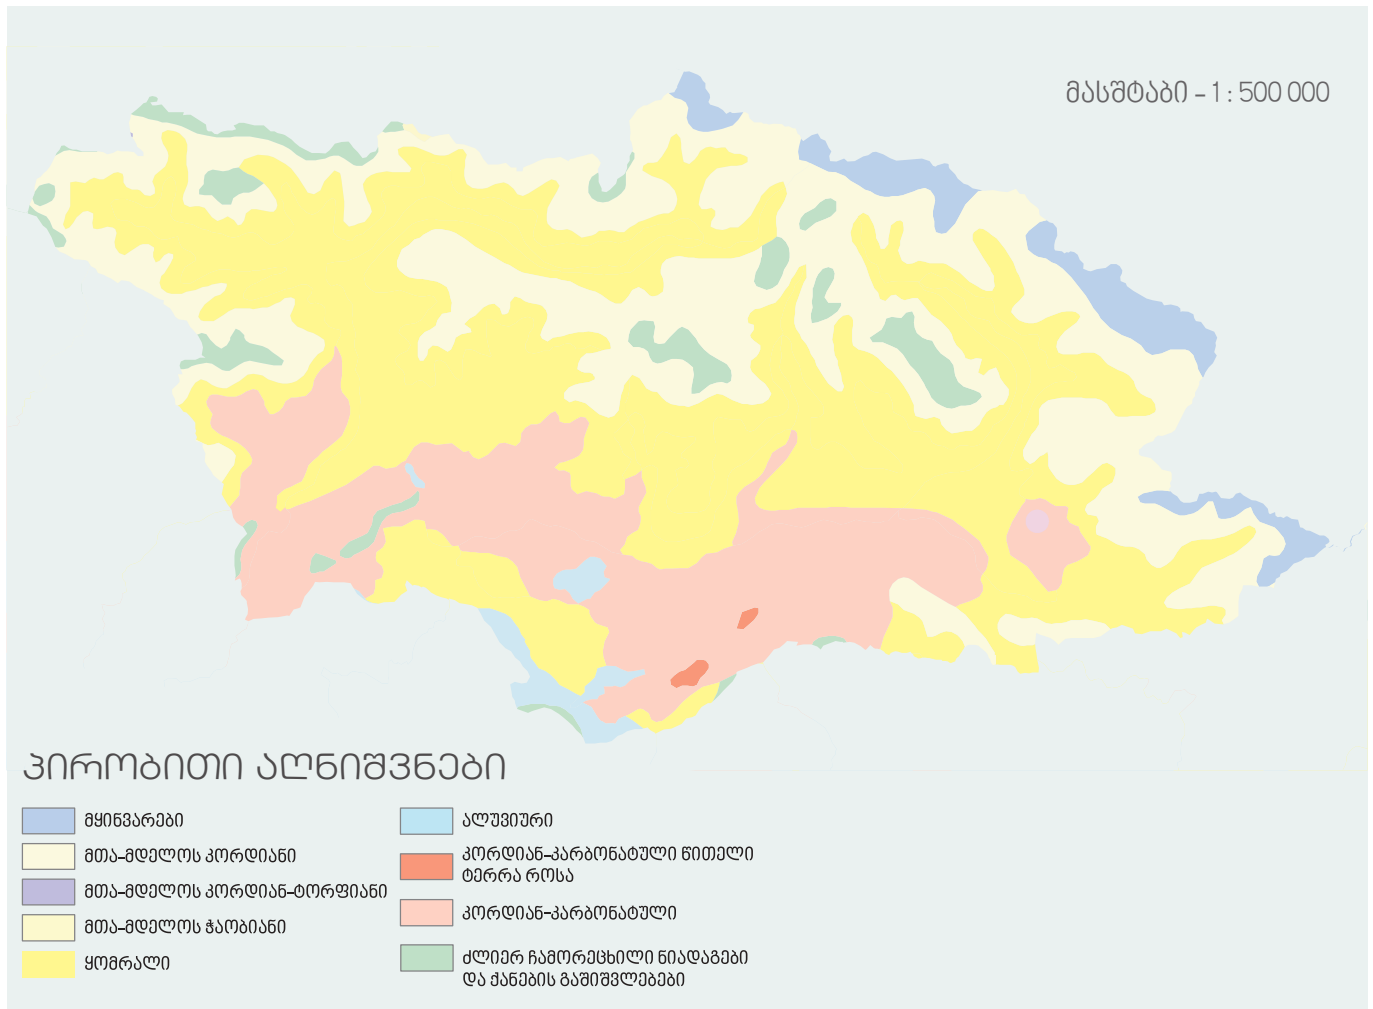 მასშტაბი - 1 : 500 000
პირობითი აღნიშვნები
მყინვარები
მთა-მდელოს კორდიანი
მთა-მდელოს კორდიან-ტორფიანი
მთა-მდელოს ჭაობიანი
ყომრალი
ალუვიური
კორდიან-კარბონატული წითელი
ტერრა როსა
კორდიან-კარბონატული
ძლიერ ჩამორეცხილი ნიადაგები
და ქანების გაშიშვლებები